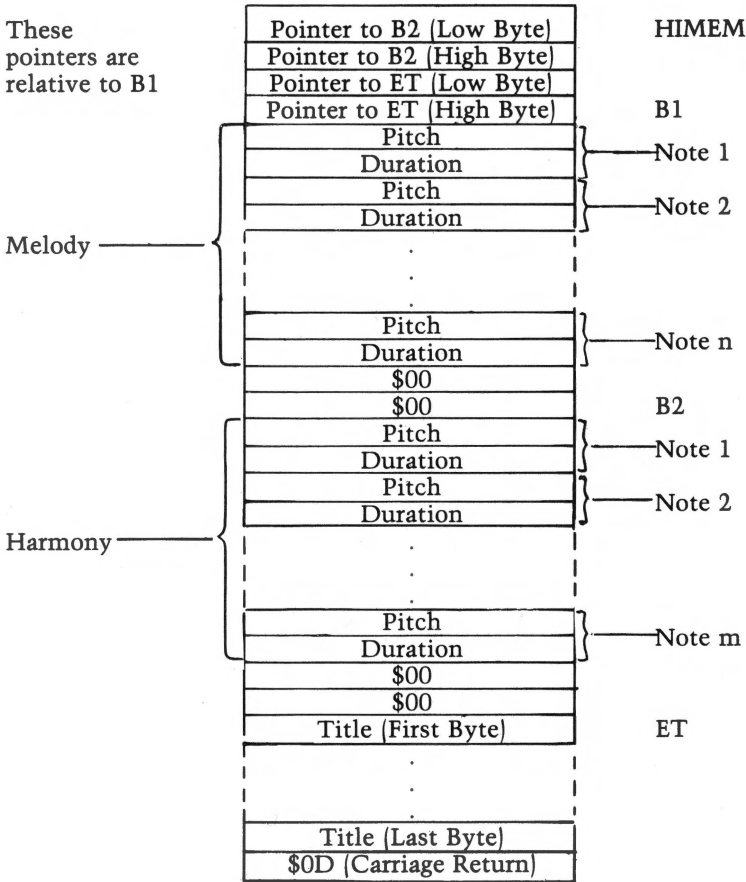 These
pointers are
relative to B1
Pointer to B2 (Low Byte) HIMEM
Pointer to B2 (High Byte)
Pointer to ET (Low Byte)
Pointer to ET (High Byte) B1
Pitch
Note 1
Duration
Pitch
Note 2
Duration
Melody
Pitch
Note n
Duration
$00
$00 B2
Pitch
Note 1
Duration
Pitch
Note 2
Duration
Harmony
Pitch
Note m
Duration
$00
$00
Title (First Byte) ET
Title (Last Byte)
$0D (Carriage Return)